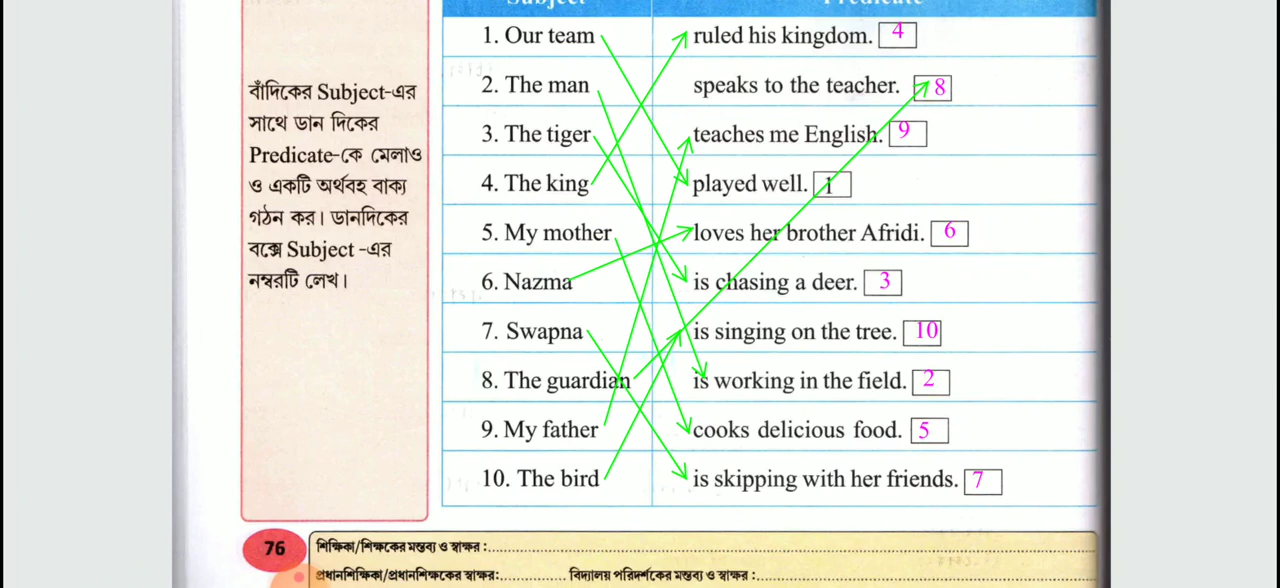 Subject Predicate
বাঁদিকের Subject-এর
সাথে ডান দিকের
Predicate-কে মেলাও
ও একটি অর্থবহ বাক্য
গঠন কর। ডানদিকের
বক্সে Subject -এর
নম্বরটি লেখ।
1. Our team ruled his kingdom. 4
2. The man speaks to the teacher. 8
3. The tiger teaches me English. 9
4. The king played well. 1
5. My mother loves her brother Afridi. 6
6. Nazma is chasing a deer. 3
7. Swapna is singing on the tree. 10
8. The guardian is working in the field. 2
9. My father cooks delicious food. 5
10. The bird is skipping with her friends. 7
76
শিক্ষিকা/শিক্ষকের মন্তব্য ও স্বাক্ষর :
প্রধানশিক্ষিকা/প্রধানশিক্ষকের স্বাক্ষর: বিদ্যালয় পরিদর্শকের মন্তব্য ও স্বাক্ষর :